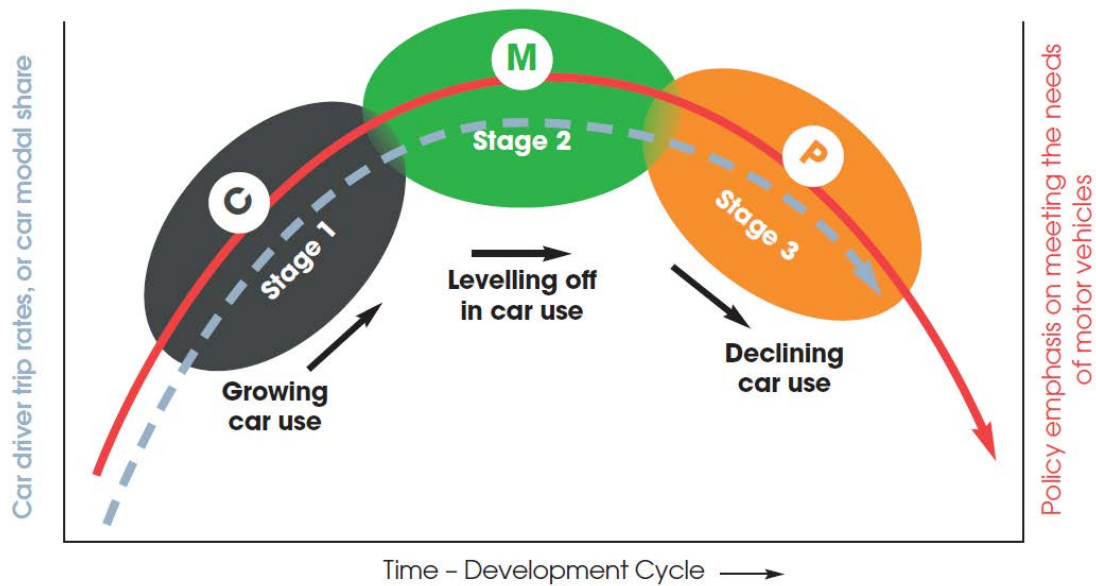 Car driver trip rates, or car modal share
C
Stage 1
M
Stage 2
P
Stage 3
Growing
car use
Levelling off
in car use
Declining
car use
Policy emphasis on meeting the needs
of motor vehicles
Time – Development Cycle